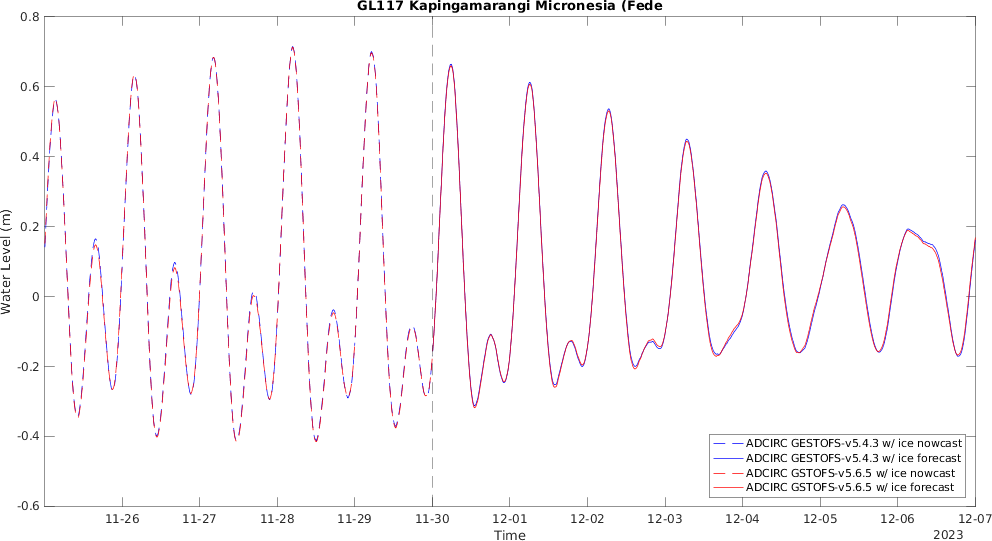 GL117 Kapingamarangi Micronesia (Fede
0.8
0.6
0.4
0.2
0
-0.2
-0.4
-0.6
Water Level (m)
11-26 11-27 11-28 11-29 11-30 12-01 12-02 12-03 12-04 12-05 12-06 12-07
Time
2023
ADCIRC GESTOFS-v5.4.3 w/ ice nowcast
ADCIRC GESTOFS-v5.4.3 w/ ice forecast
ADCIRC GSTOFS-v5.6.5 w/ ice nowcast
ADCIRC GSTOFS-v5.6.5 w/ ice forecast